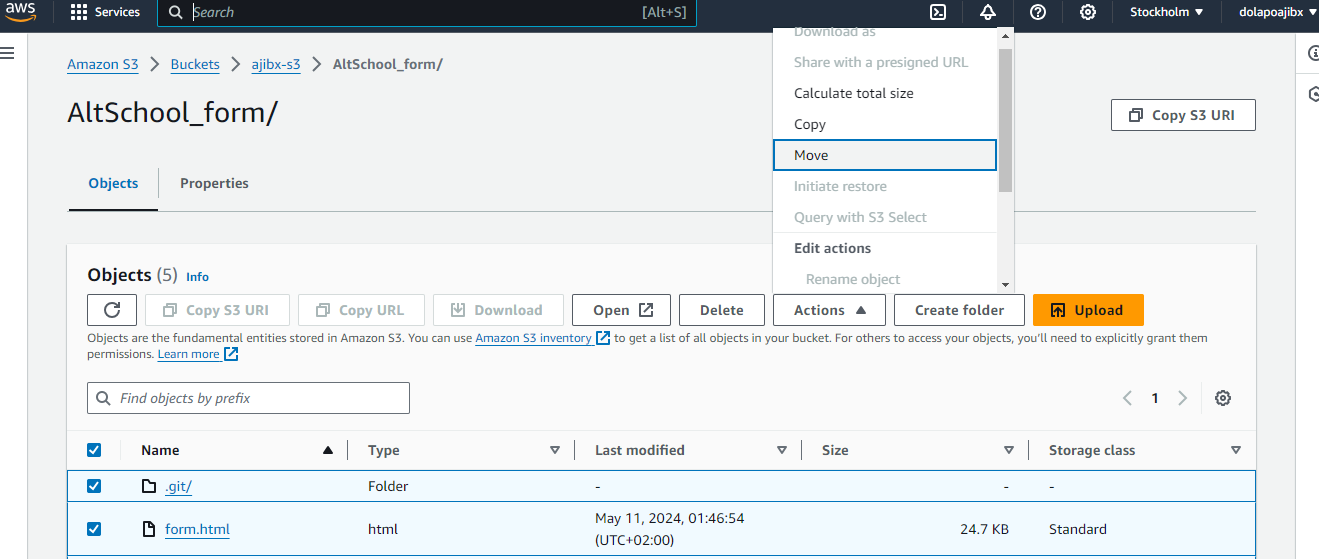 aws
Services
Search
[Alt+S]
Stockholm
dolapoajibx
Amazon S3
Buckets
ajibx-s3
AltSchool_form/
AltSchool_form/
Copy S3 URI
Objects
Properties
Download as
Share with a presigned URL
Calculate total size
Copy
Move
Initiate restore
Query with S3 Select
Edit actions
Rename object
Objects (5) Info
Copy S3 URI
Copy URL
Download
Open
Delete
Actions
Create folder
Upload
Objects are the fundamental entities stored in Amazon S3. You can use Amazon S3 inventory to get a list of all objects in your bucket. For others to access your objects, you'll need to explicitly grant them
permissions. Learn more
Find objects by prefix
1
Name
Type
Last modified
Size
Storage class
.git/
Folder
-
-
-
form.html
html
May 11, 2024, 01:46:54
(UTC+02:00)
24.7 KB
Standard